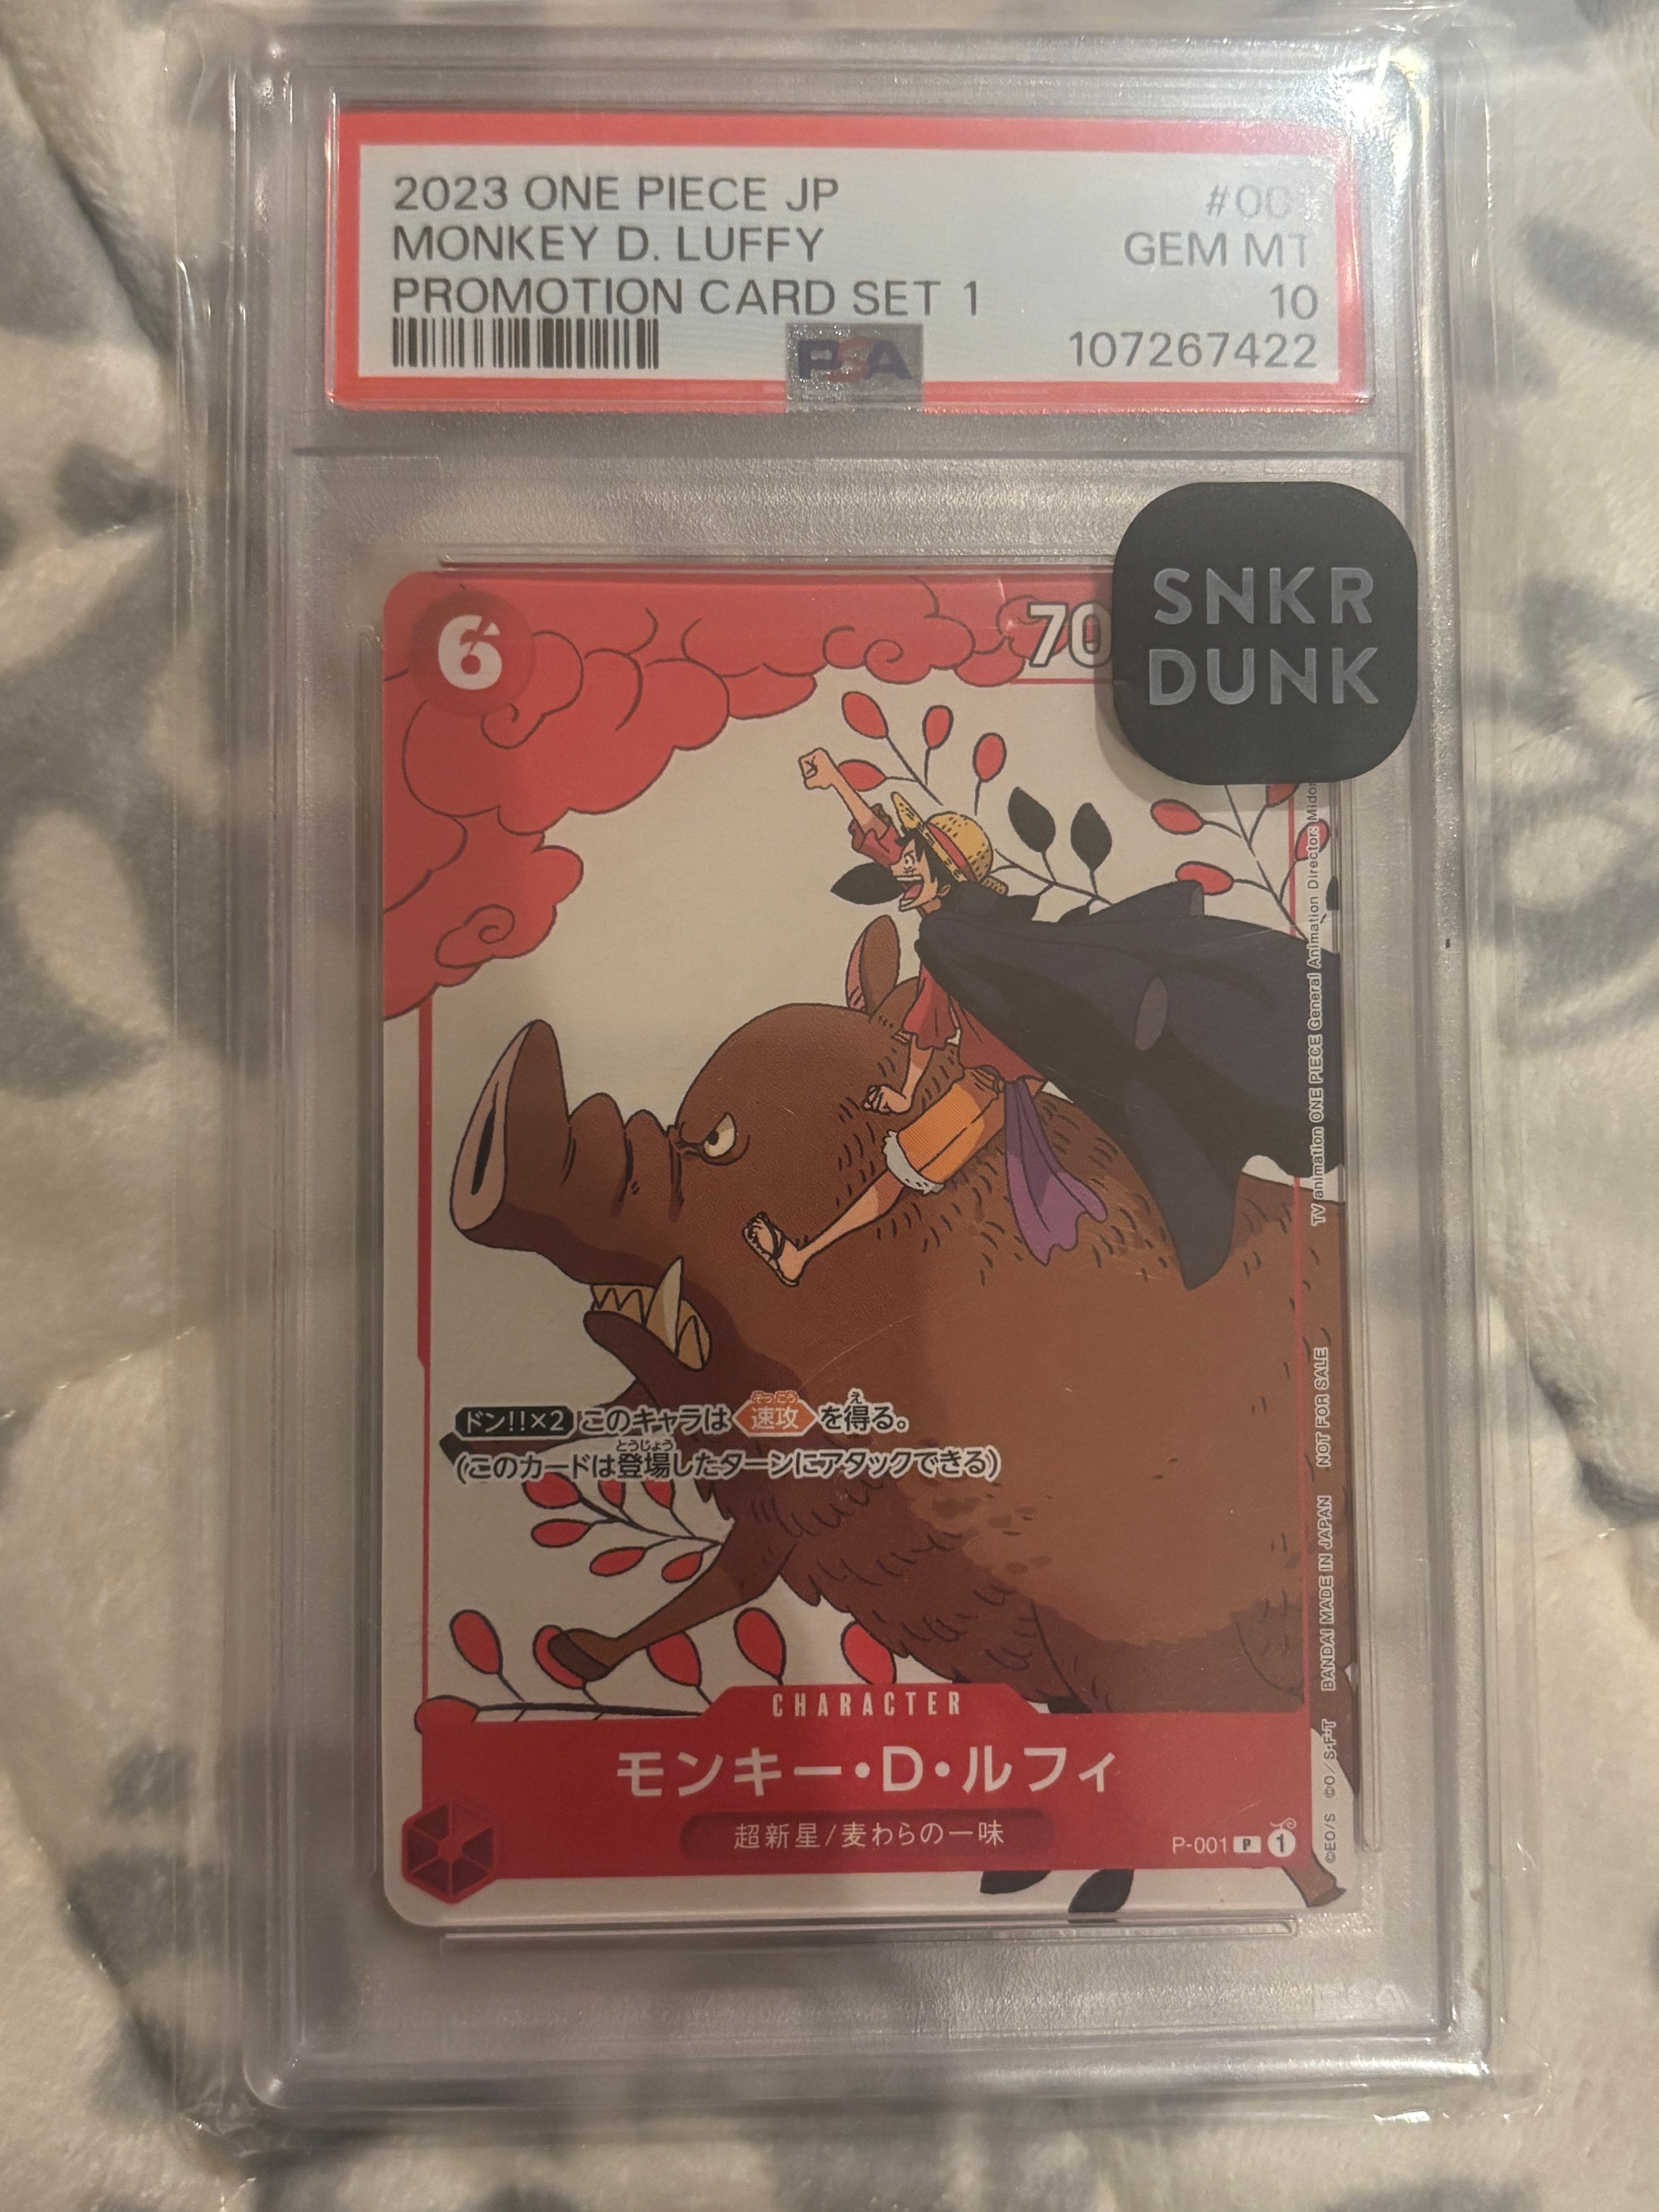 2023 ONE PIECE JP #001
MONKEY D. LUFFY GEM MT
PROMOTION CARD SET 1 10
PSA 107267422
SNKR
DUNK
6 70
ドン!!×2 このキャラは 速攻 を得る。
(このカードは登場したターンにアタックできる)
CHARACTER
モンキー・D・ルフィ
超新星/麦わらの一味
P-001 P 1
©EO/S ©O/S・F・T BANDAI MADE IN JAPAN NOT FOR SALE TV animation ONE PIECE General Animation Director: